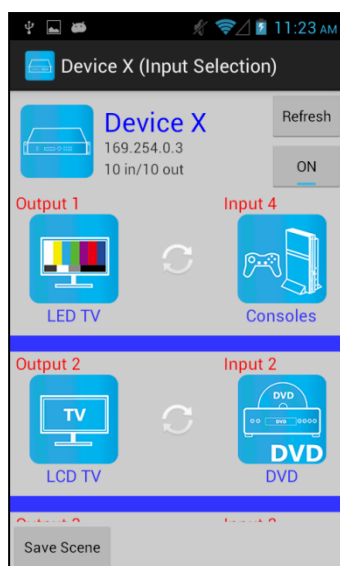 11:23 AM
Device X (Input Selection)
Device X
169.254.0.3
10 in/10 out
Refresh
ON
Output 1
Input 4
LED TV
Consoles
Output 2
Input 2
TV
DVD
DVD
DVD
LCD TV
DVD
Save Scene